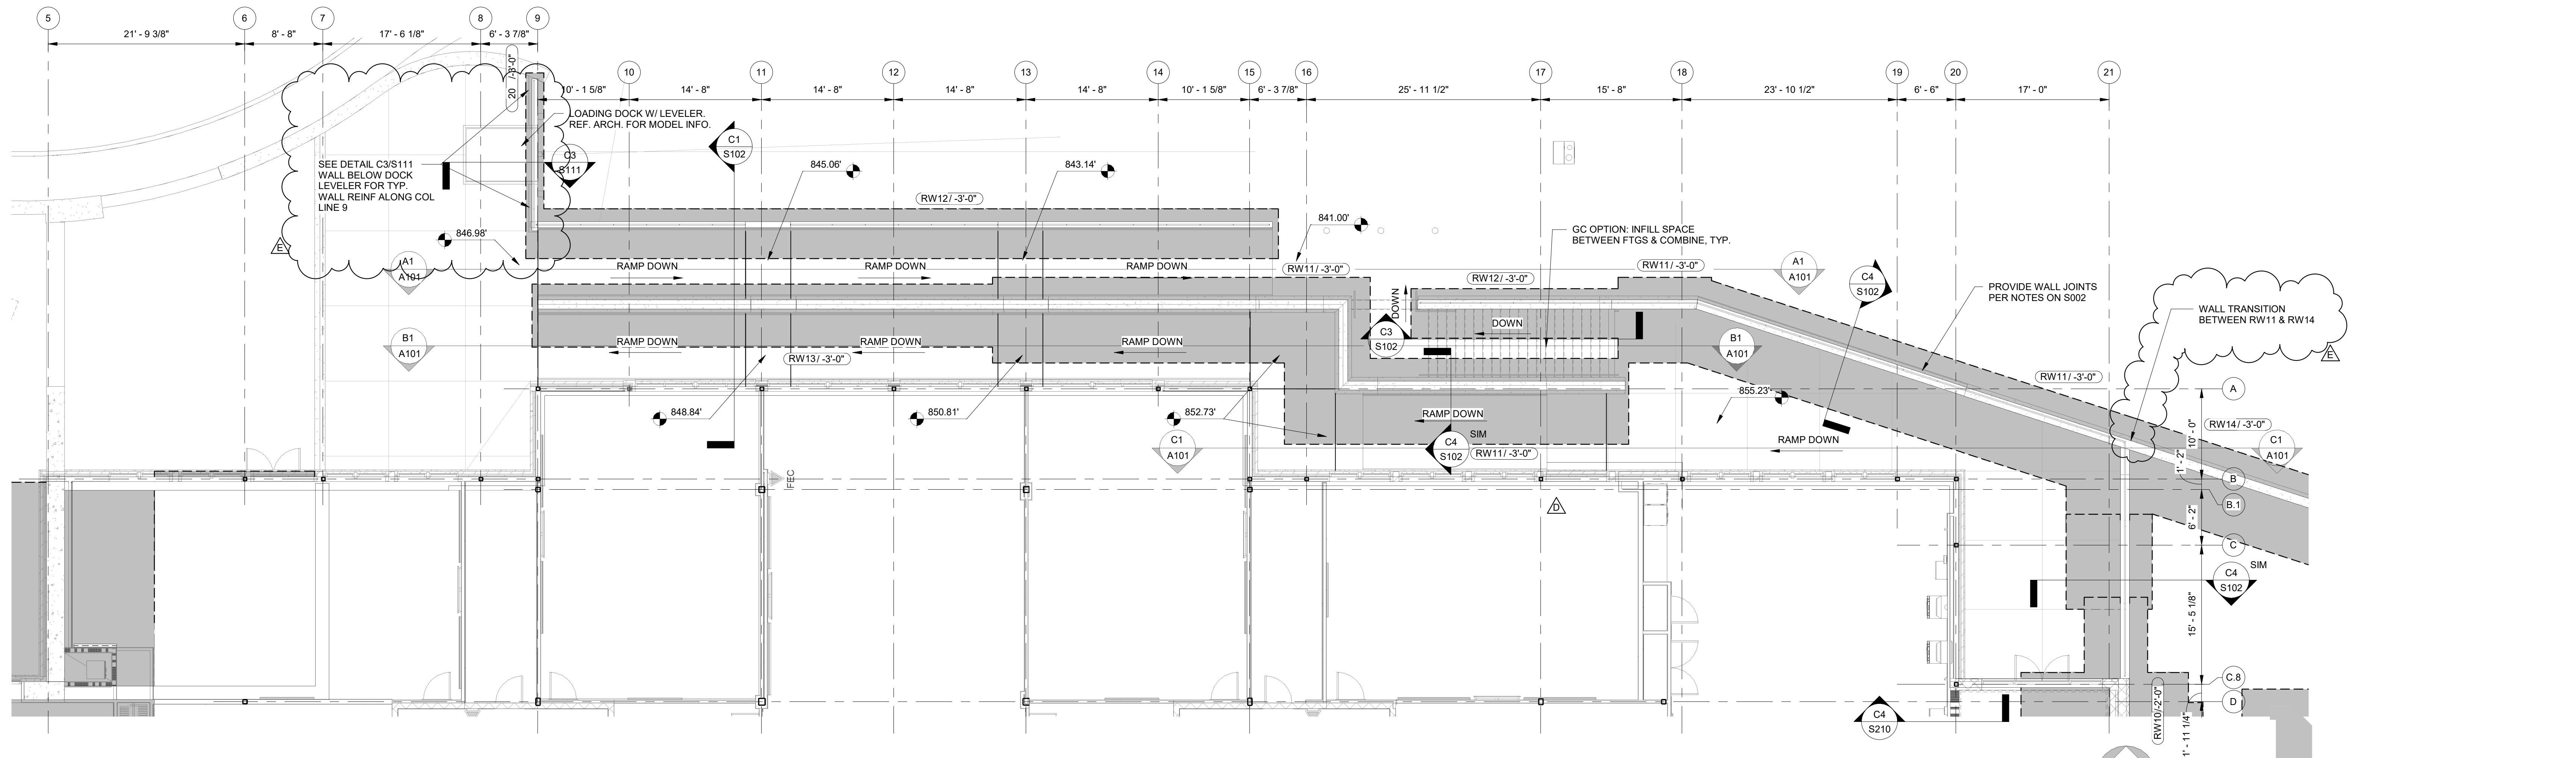 5
6
7
8
9
21' - 9 3/8"
8' - 8"
17' - 6 1/8"
6' - 3 7/8"
10
11
12
13
14
15
16
17
18
19
20
21
10' - 1 5/8"
14' - 8"
14' - 8"
14' - 8"
14' - 8"
10' - 1 5/8"
6' - 3 7/8"
25' - 11 1/2"
15' - 8"
23' - 10 1/2"
6' - 6"
17' - 0"
20 /-3'-0"
LOADING DOCK W/ LEVELER.
REF. ARCH. FOR MODEL INFO.
SEE DETAIL C3/S111
WALL BELOW DOCK
LEVELER FOR TYP.
WALL REINF ALONG COL
LINE 9
C3
S111
C1
S102
845.06'
843.14'
RW12 / -3'-0"
841.00'
846.98'
E
A1
A101
RAMP DOWN
RAMP DOWN
RAMP DOWN
RW11 / -3'-0"
RW12 / -3'-0"
RW11 / -3'-0"
GC OPTION: INFILL SPACE
BETWEEN FTGS & COMBINE, TYP.
A1
A101
C4
S102
PROVIDE WALL JOINTS
PER NOTES ON S002
WALL TRANSITION
BETWEEN RW11 & RW14
E
DOWN
DOWN
C3
S102
B1
A101
RAMP DOWN
RW13 / -3'-0"
RAMP DOWN
RAMP DOWN
B1
A101
RW11 / -3'-0"
A
855.23'
848.84'
850.81'
852.73'
RAMP DOWN
SIM
C4
S102
RW11 / -3'-0"
RAMP DOWN
C1
A101
RW14 / -3'-0"
C1
A101
10' - 0"
1' - 2"
B
B.1
6' - 2"
C
FEC
D
C4
S102
SIM
15' - 5 1/8"
C.8
D
RW10 / -2'-0"
1' - 11 1/4"
C4
S210